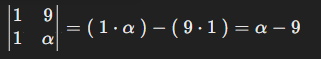 |1 9|
|1 α| = ( 1 · α ) − ( 9 · 1 ) = α − 9